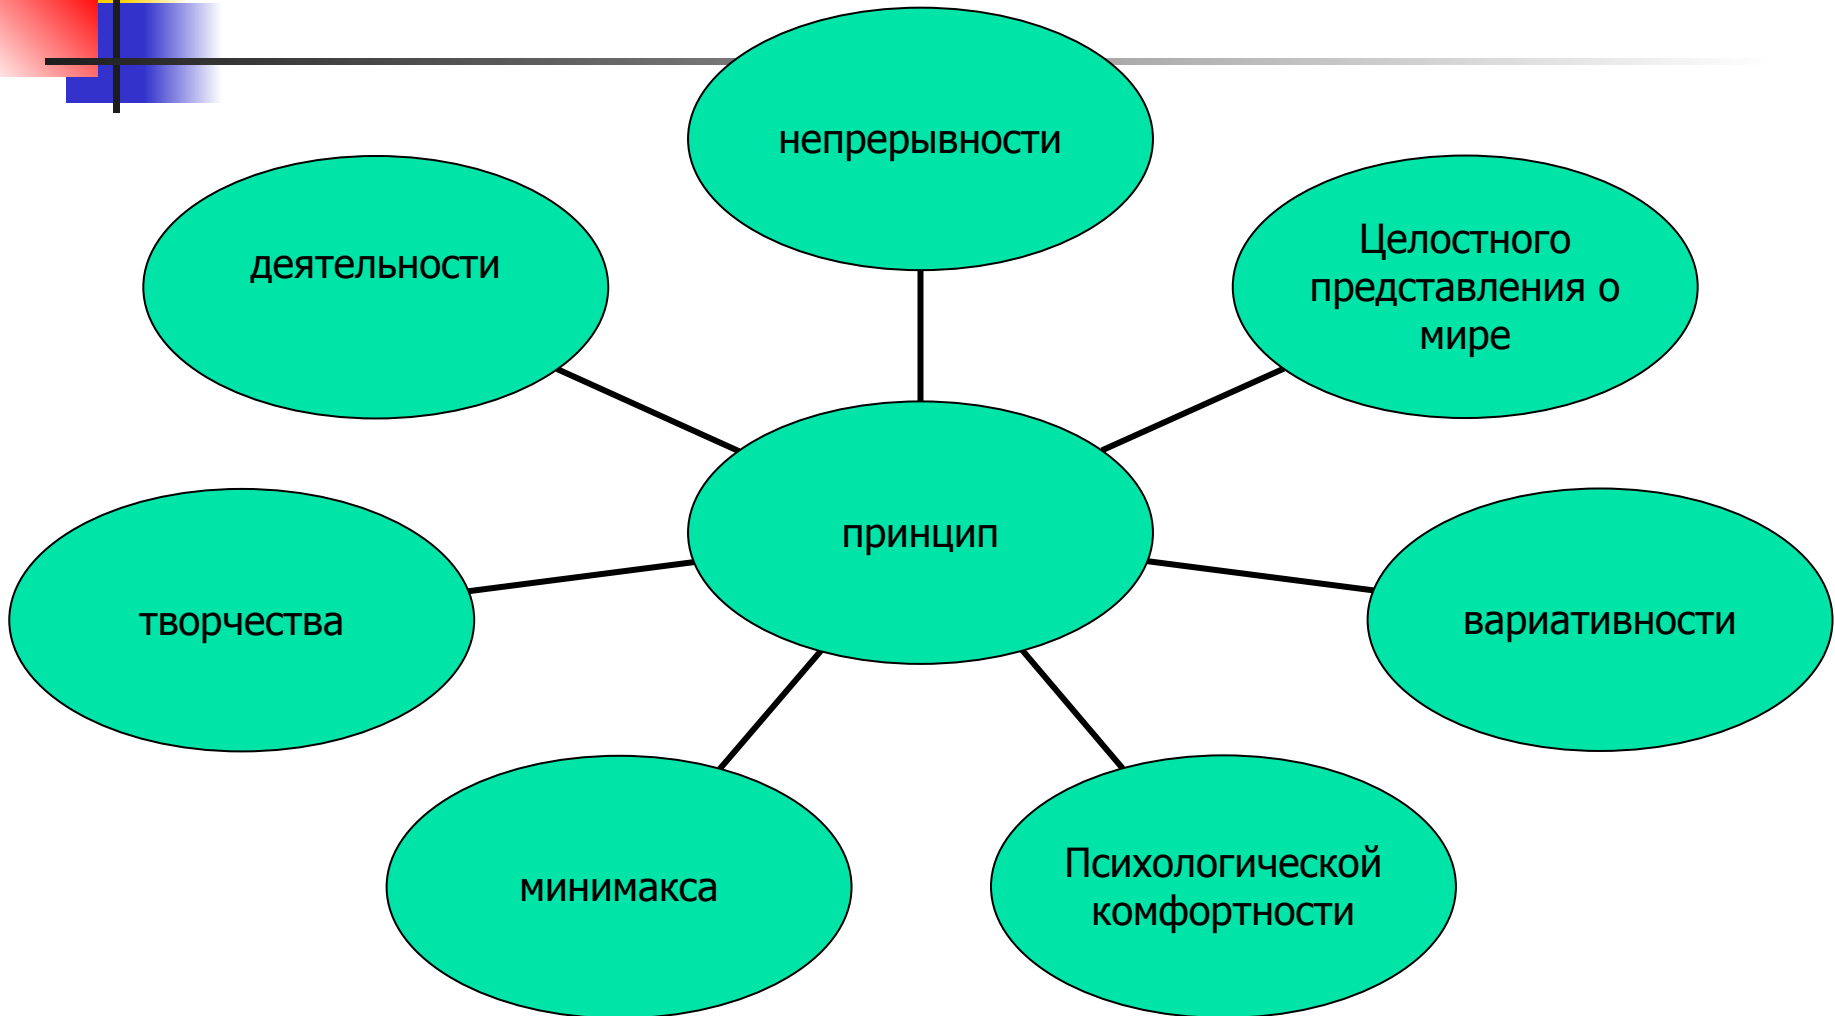 непрерывности
деятельности
Целостного
представления о
мире
принцип
творчества
вариативности
минимакса
Психологической
комфортности